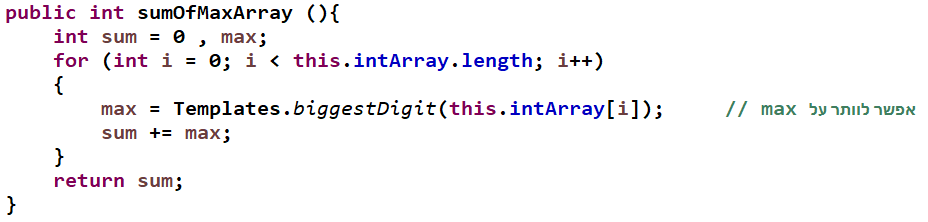 public int sumOfMaxArray (){
    int sum = 0 , max;
    for (int i = 0; i < this.intArray.length; i++)
    {
        max = Templates.biggestDigit(this.intArray[i]);     // max אפשר לוותר על
        sum += max;
    }
    return sum;
}